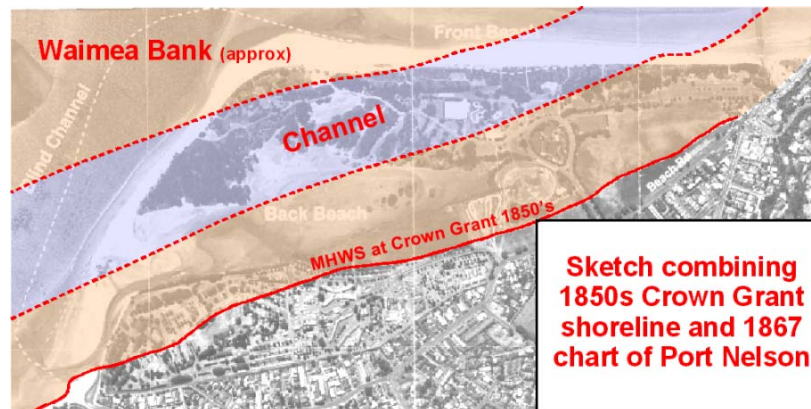 Waimea Bank (approx)
Front Beach
Blind Channel
Channel
Back Beach
MHWS at Crown Grant 1850's
Beach Rd
Sketch combining
1850s Crown Grant
shoreline and 1867
chart of Port Nelson